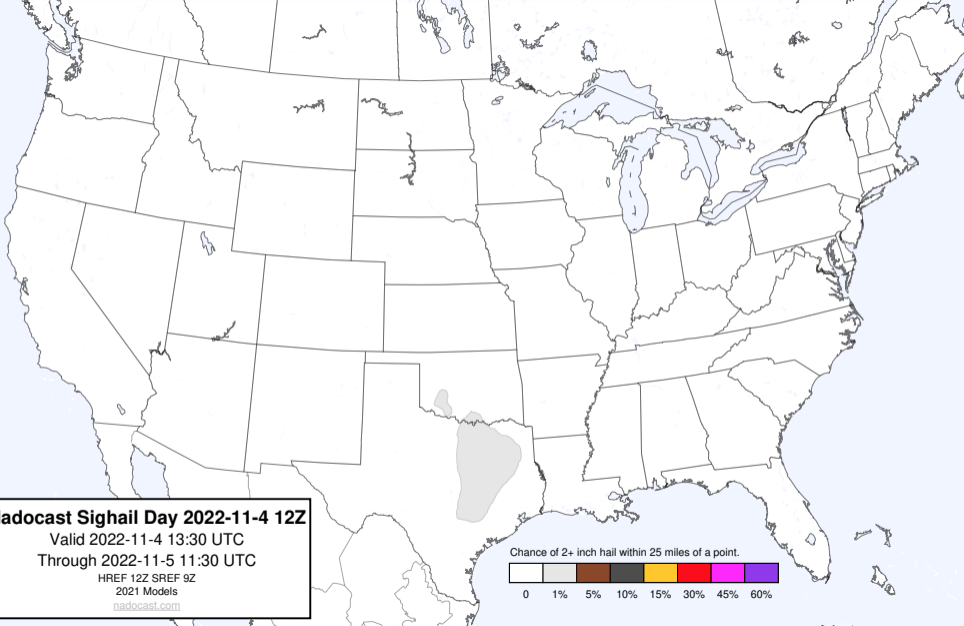 adocast Sighail Day 2022-11-4 12Z
Valid 2022-11-4 13:30 UTC
Through 2022-11-5 11:30 UTC
HREF 12Z SREF 9Z
2021 Models
nadocast.com
Chance of 2+ inch hail within 25 miles of a point.
0 1% 5% 10% 15% 30% 45% 60%